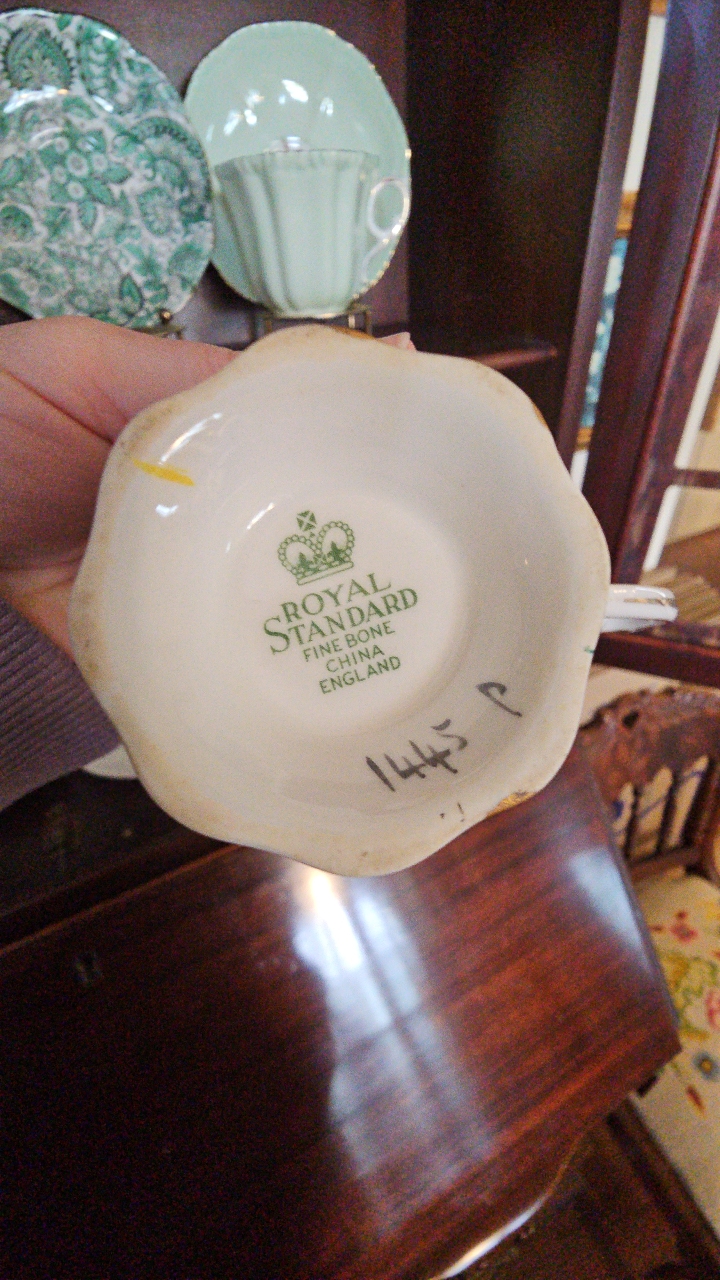 ROYAL
STANDARD
FINE BONE
CHINA
ENGLAND
1445 P